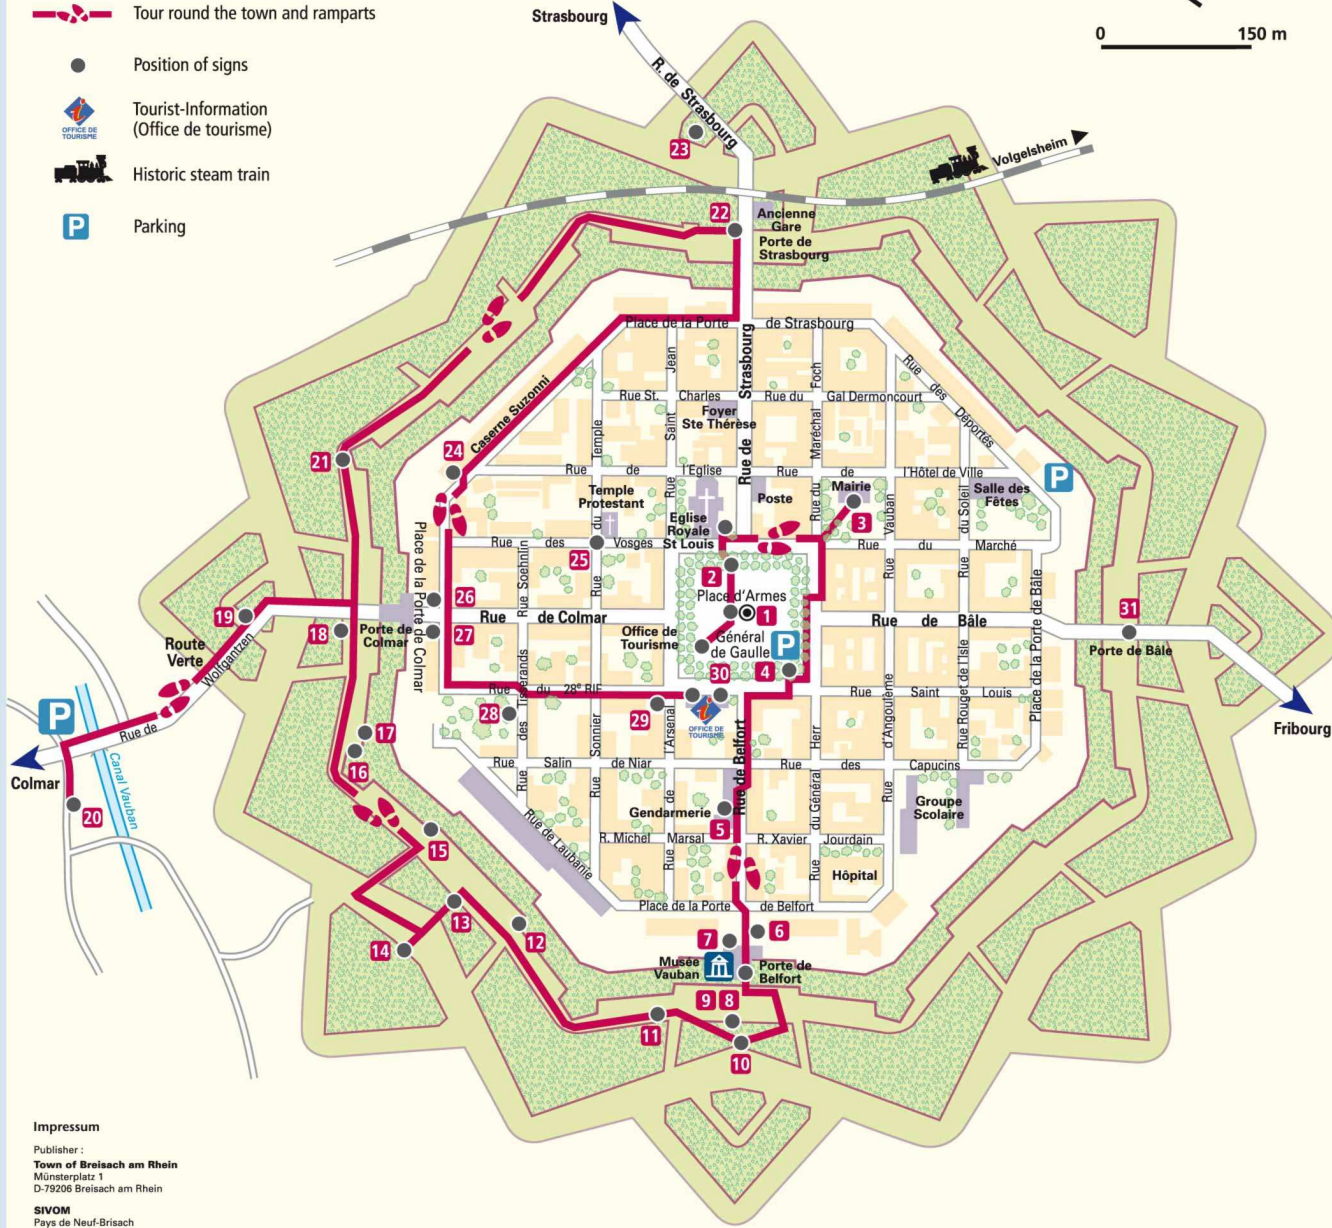 Tour round the town and ramparts
Position of signs
OFFICE DE
TOURISME
Tourist-Information
(Office de tourisme)
Historic steam train
P
Parking
Strasbourg
R. de Strasbourg
0
150 m
23
Volgelsheim
22
Ancienne
Gare
Porte de
Strasbourg
Place de la Porte
de Strasbourg
Rue de
Strasbourg
Jean
Saint
Rue
Foch
Maréchal
Rue du
Rue des Déportés
Rue St.
Charles
Rue du
Gal Dermoncourt
Foyer
Ste Thérèse
Caserne Suzonni
24
21
Temple
du
Rue
Rue
de
l'Eglise
Rue
de
l'Hôtel de Ville
P
Temple
Protestant
Poste
Mairie
3
Salle des
Fêtes
Vauban
Rue
du Soleil
Rue
Eglise
Royale
St Louis
Rue
des
Vosges
25
Rue
du
Marché
2
Place d'Armes
1
Général
de Gaulle
P
4
Rue Soehnlin
Place de la Porte de Colmar
26
27
Rue
de Colmar
Rue
de
Bâle
Office de
Tourisme
30
OFFICE DE
TOURISME
31
Porte de Bâle
Place de la Porte de Bâle
Fribourg
19
18
Porte de
Colmar
Route
Verte
Rue de
Wolfgantzen
P
Colmar
Canal Vauban
20
17
16
Rue
du
28e RIF
28
29
Rue
des
Tisserands
Rue
Sonnier
Rue
de
l'Arsenal
Rue de Belfort
Rue
Saint
Louis
Rue
du Général
Herr
Rue
d'Angoulême
Rue Rouget de l'Isle
Rue
Salin
de Niar
Rue
des
Capucins
Gendarmerie
5
Groupe
Scolaire
Rue de Laubanie
R. Michel
Marsal
R. Xavier
Jourdain
Hôpital
Place de la Porte
de Belfort
15
13
14
12
7
6
Musée
Vauban
Porte de
Belfort
9
8
11
10
Impressum
Publisher :
Town of Breisach am Rhein
Münsterplatz 1
D-79206 Breisach am Rhein
SIVOM
Pays de Neuf-Brisach